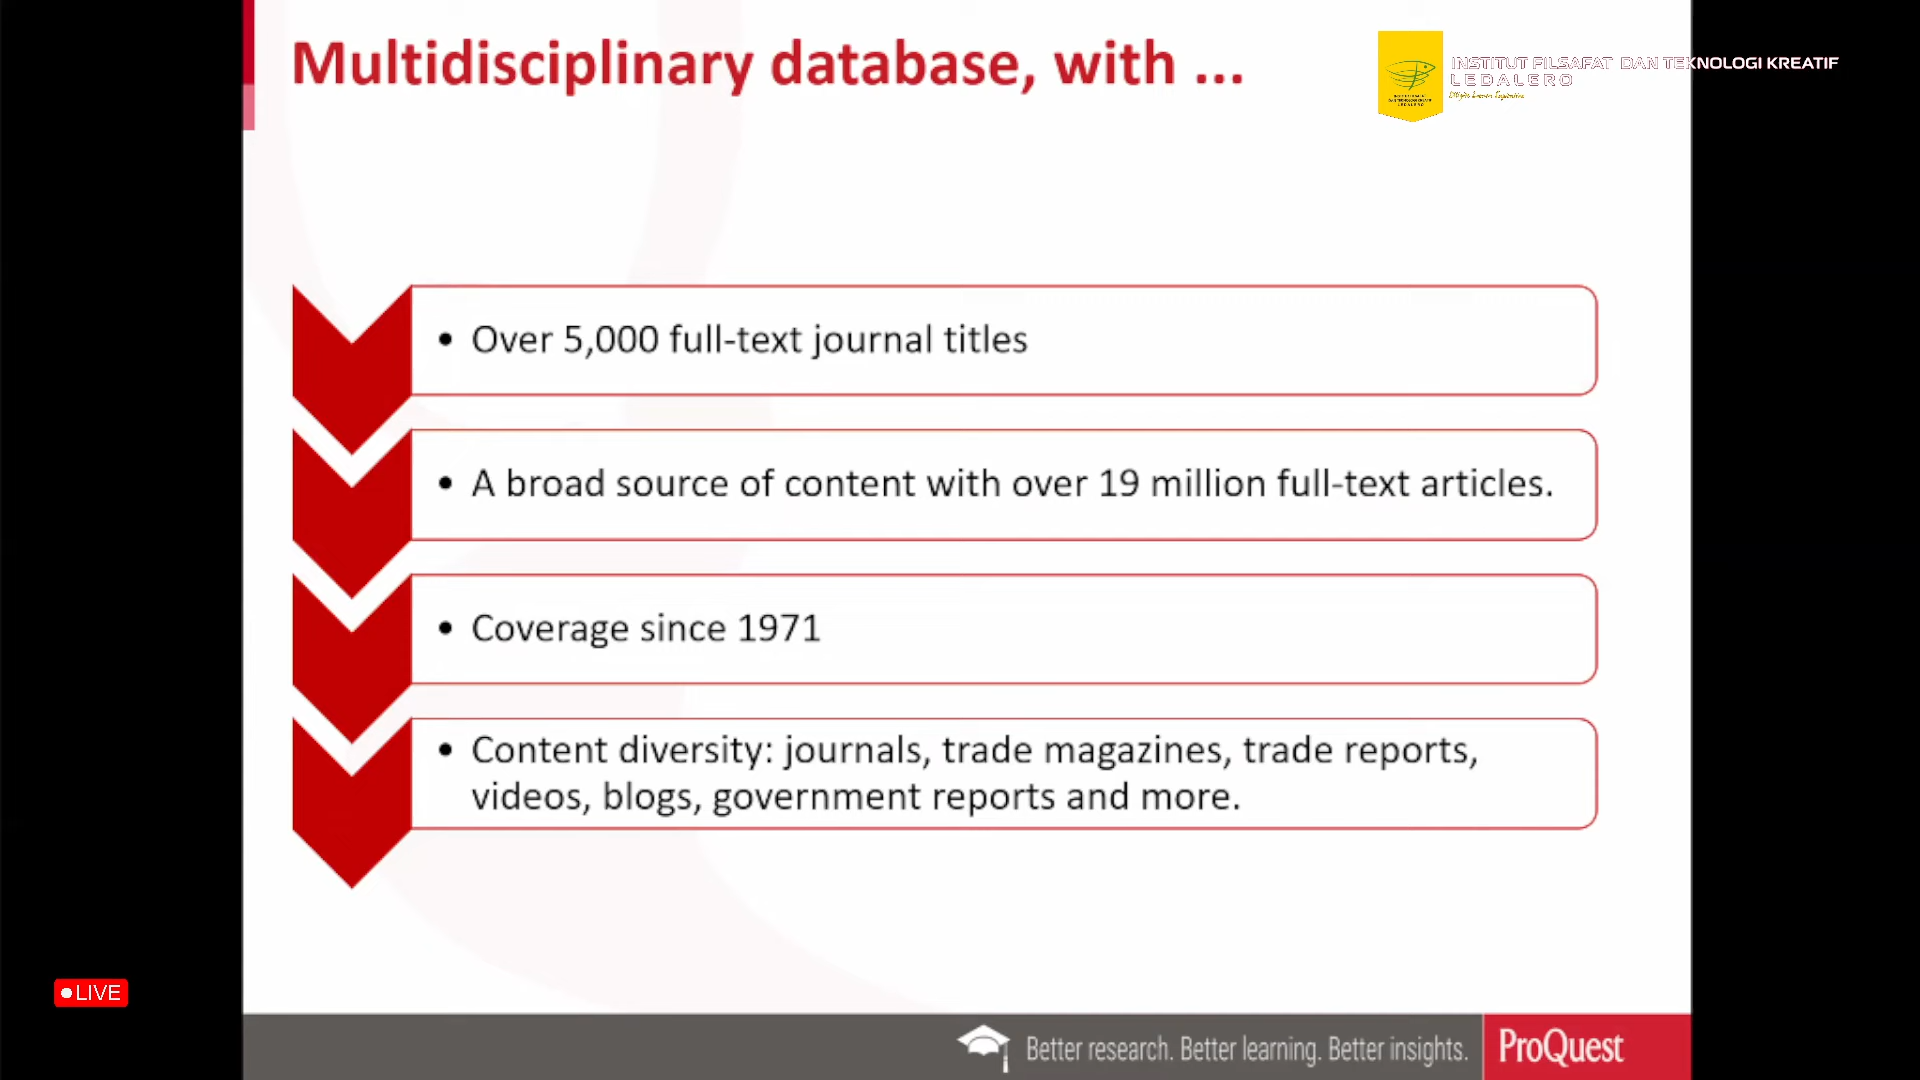 Multidisciplinary database, with ...
INSTITUT FILSAFAT DAN TEKNOLOGI KREATIF
LEDALERO
• Over 5,000 full-text journal titles
• A broad source of content with over 19 million full-text articles.
• Coverage since 1971
• Content diversity: journals, trade magazines, trade reports,
videos, blogs, government reports and more.
LIVE
Better research. Better learning. Better insights.
ProQuest